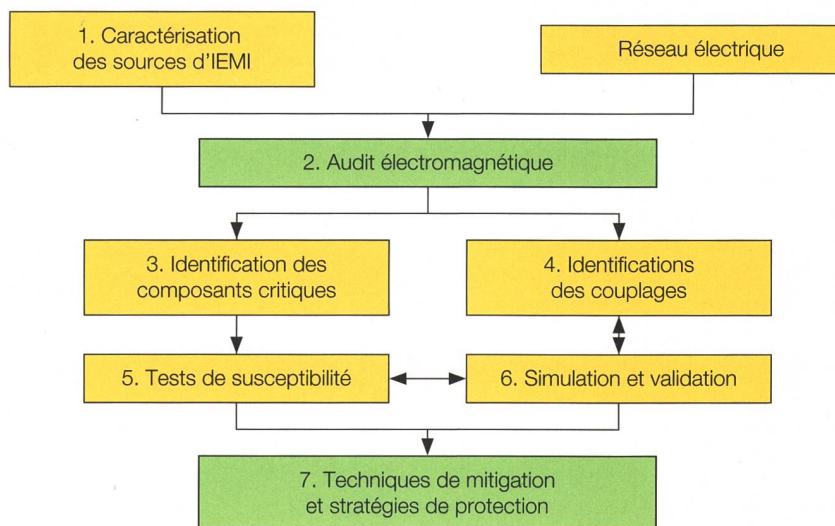 1. Caractérisation
des sources d'IEMI
Réseau électrique
2. Audit électromagnétique
3. Identification des
composants critiques
4. Identifications
des couplages
5. Tests de susceptibilité
6. Simulation et validation
7. Techniques de mitigation
et stratégies de protection